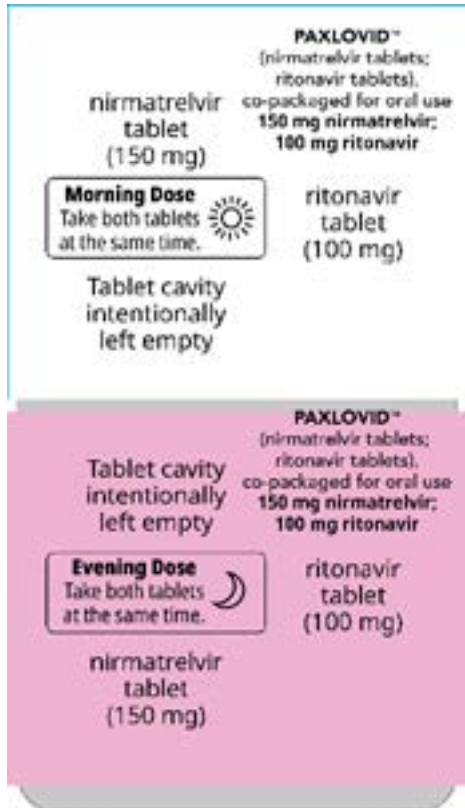 PAXLOVID™
(nirmatrelvir tablets;
ritonavir tablets),
co-packaged for oral use
150 mg nirmatrelvir;
100 mg ritonavir
nirmatrelvir
tablet
(150 mg)
Morning Dose
Take both tablets
at the same time.
ritonavir
tablet
(100 mg)
Tablet cavity
intentionally
left empty
PAXLOVID™
(nirmatrelvir tablets;
ritonavir tablets),
co-packaged for oral use
150 mg nirmatrelvir;
100 mg ritonavir
Tablet cavity
intentionally
left empty
Evening Dose
Take both tablets
at the same time.
ritonavir
tablet
(100 mg)
nirmatrelvir
tablet
(150 mg)